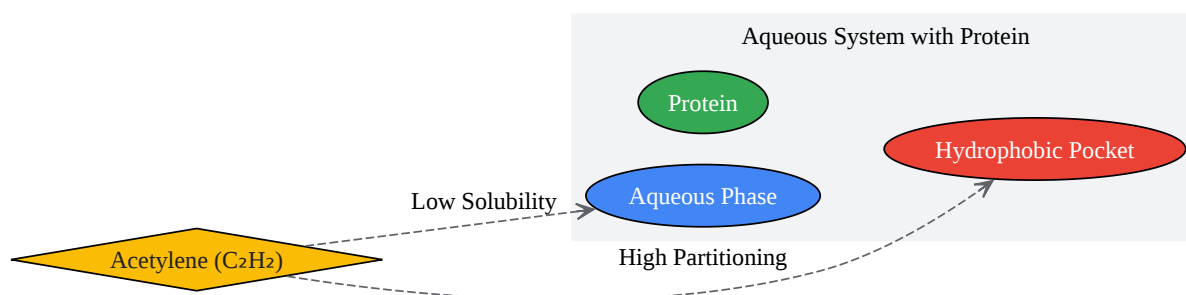 Aqueous System with Protein
Protein
Hydrophobic Pocket
Aqueous Phase
Low Solubility
High Partitioning
Acetylene (C₂H₂)